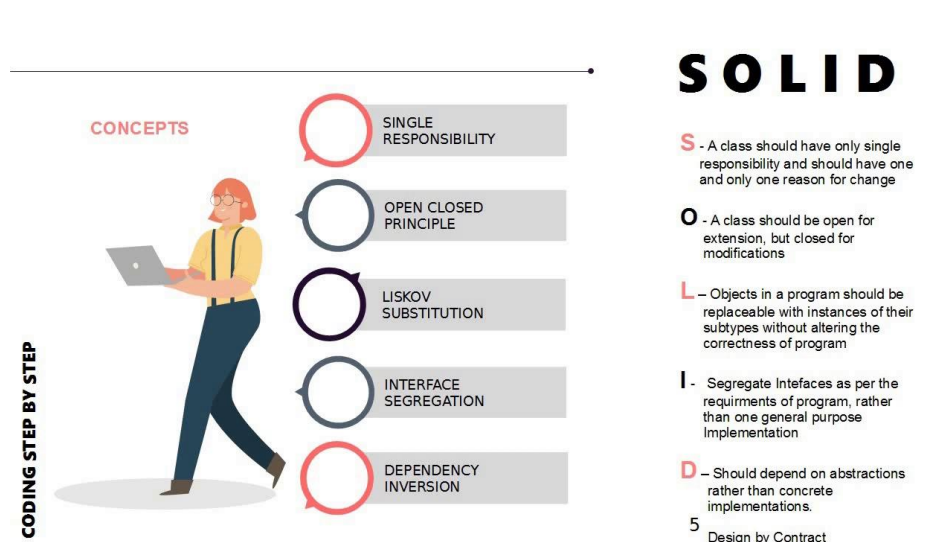 SOLID
CONCEPTS
SINGLE
RESPONSIBILITY
OPEN CLOSED
PRINCIPLE
LISKOV
SUBSTITUTION
INTERFACE
SEGREGATION
DEPENDENCY
INVERSION
CODING STEP BY STEP
S - A class should have only single
responsibility and should have one
and only one reason for change
O - A class should be open for
extension, but closed for
modifications
L – Objects in a program should be
replaceable with instances of their
subtypes without altering the
correctness of program
I - Segregate Intefaces as per the
requirments of program, rather
than one general purpose
Implementation
D – Should depend on abstractions
rather than concrete
implementations.
5
Design by Contract